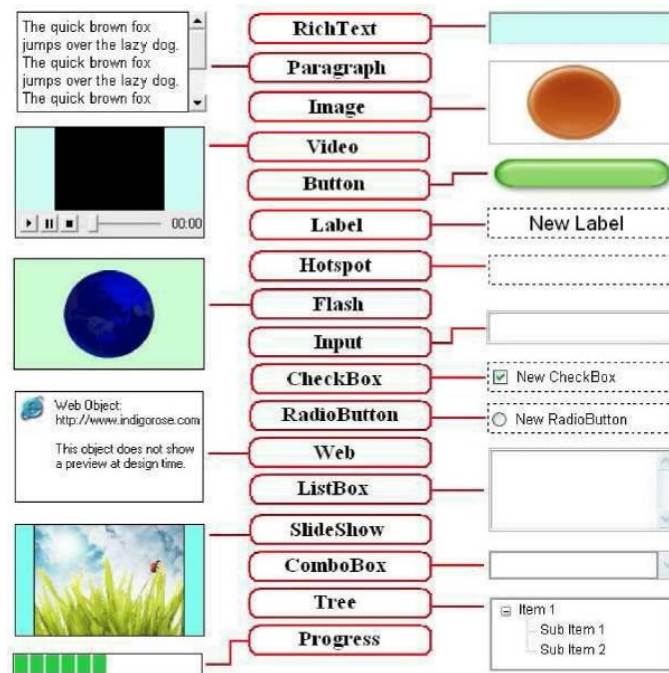 The quick brown fox
jumps over the lazy dog.
The quick brown fox
jumps over the lazy dog.
The quick brown fox
00:00
Web Object:
http://www.indigorose.com
This object does not show
a preview at design time.
RichText
Paragraph
Image
Video
Button
Label
Hotspot
Flash
Input
CheckBox
RadioButton
Web
ListBox
SlideShow
ComboBox
Tree
Progress
New Label
New CheckBox
New RadioButton
Item 1
Sub Item 1
Sub Item 2